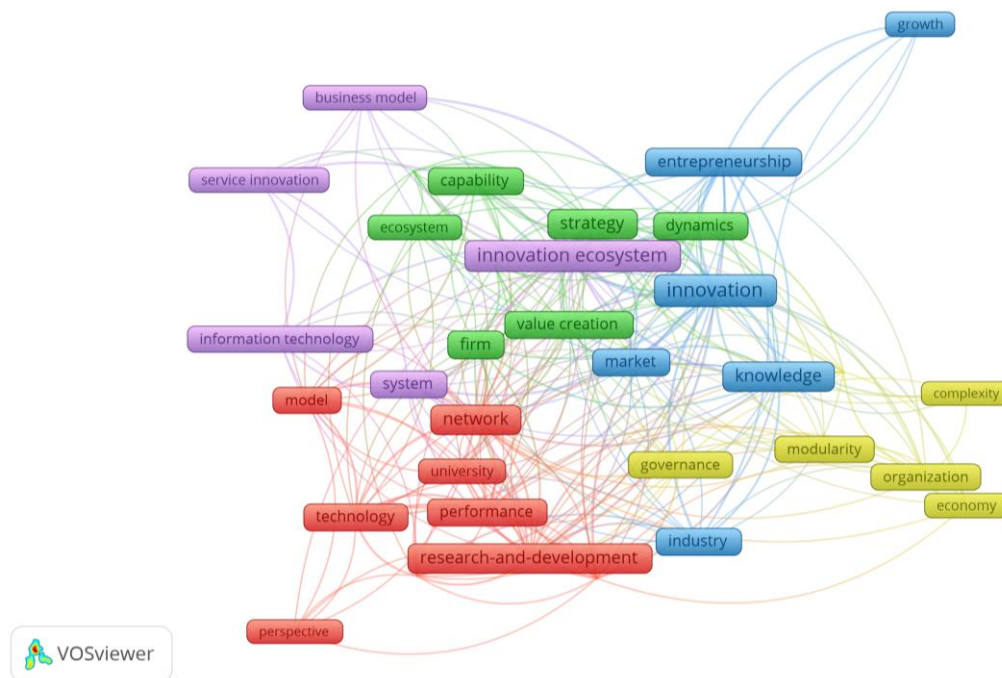 growth
business model
entrepreneurship
service innovation
capability
ecosystem
strategy
dynamics
innovation ecosystem
innovation
value creation
information technology
firm
market
knowledge
system
complexity
model
network
modularity
governance
university
organization
economy
performance
technology
industry
research-and-development
perspective
VOSviewer